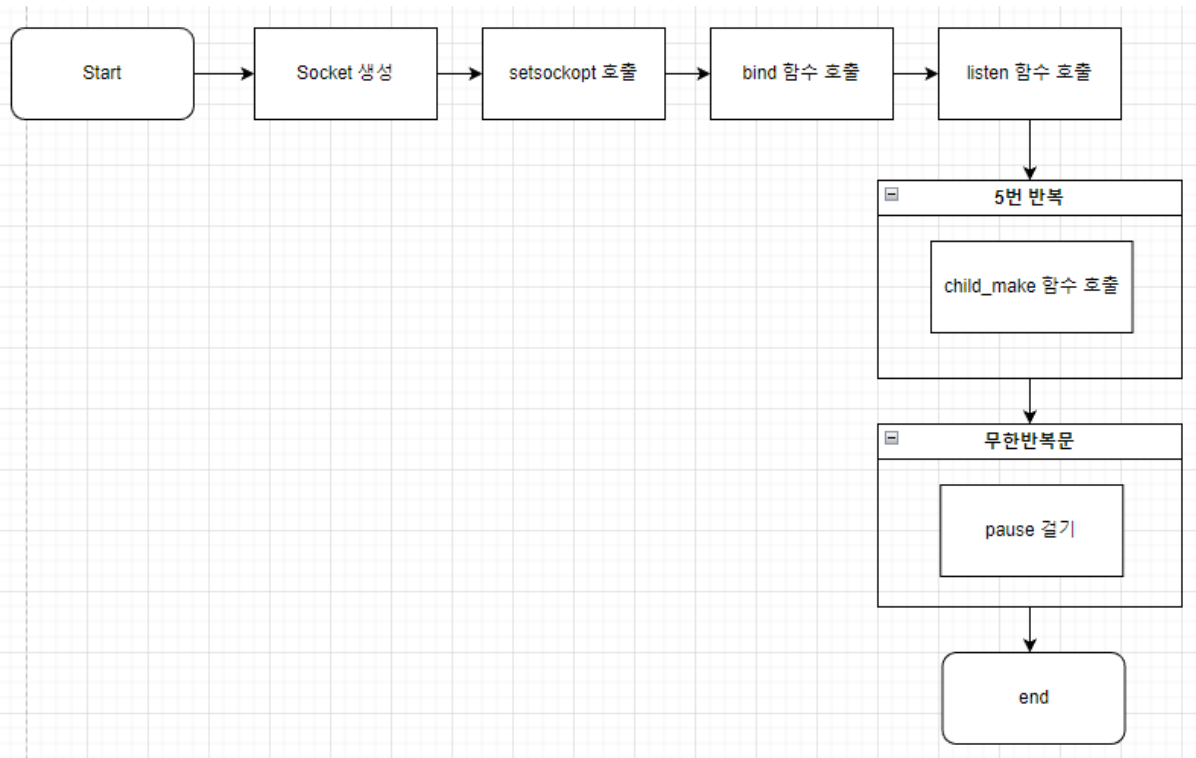 Start
Socket 생성
setsockopt 호출
bind 함수 호출
listen 함수 호출
5번 반복
child_make 함수 호출
무한반복문
pause 걸기
end